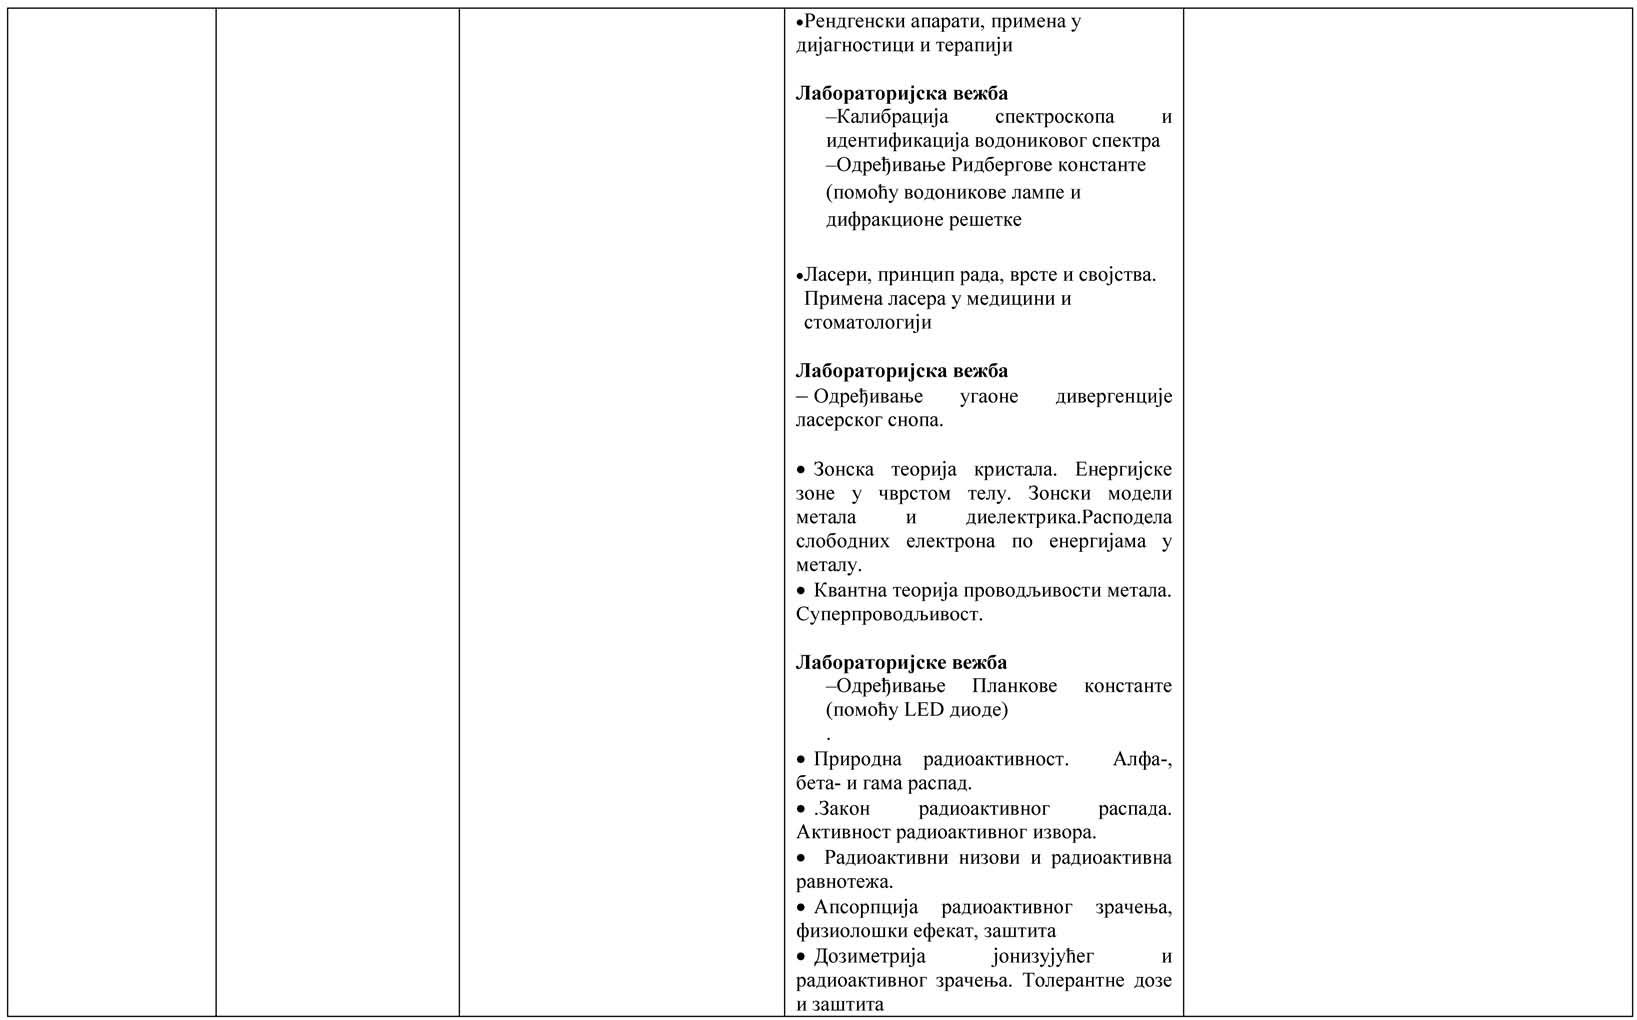 •Рендгенски апарати, примена у
дијагностици и терапији
Лабораторијска вежба
–Калибрација спектроскопа и
идентификација водониковог спектра
–Одређивање Ридбергове константе
(помоћу водоникове лампе и
дифракционе решетке
•Ласери, принцип рада, врсте и својства.
Примена ласера у медицини и
стоматологији
Лабораторијска вежба
– Одређивање угаоне дивергенције
ласерског снопа.
• Зонска теорија кристала. Енергијске
зоне у чврстом телу. Зонски модели
метала и диелектрика.Расподела
слободних електрона по енергијама у
металу.
• Квантна теорија проводљивости метала.
Суперпроводљивост.
Лабораторијске вежба
–Одређивање Планкове константе
(помоћу LED диоде)
.
• Природна радиоактивност. Алфа-,
бета- и гама распад.
• .Закон радиоактивног распада.
Активност радиоактивног извора.
• Радиоактивни низови и радиоактивна
равнотежа.
• Апсорпција радиоактивног зрачења,
физиолошки ефекат, заштита
• Дозиметрија јонизујућег и
радиоактивног зрачења. Толерантне дозе
и заштита